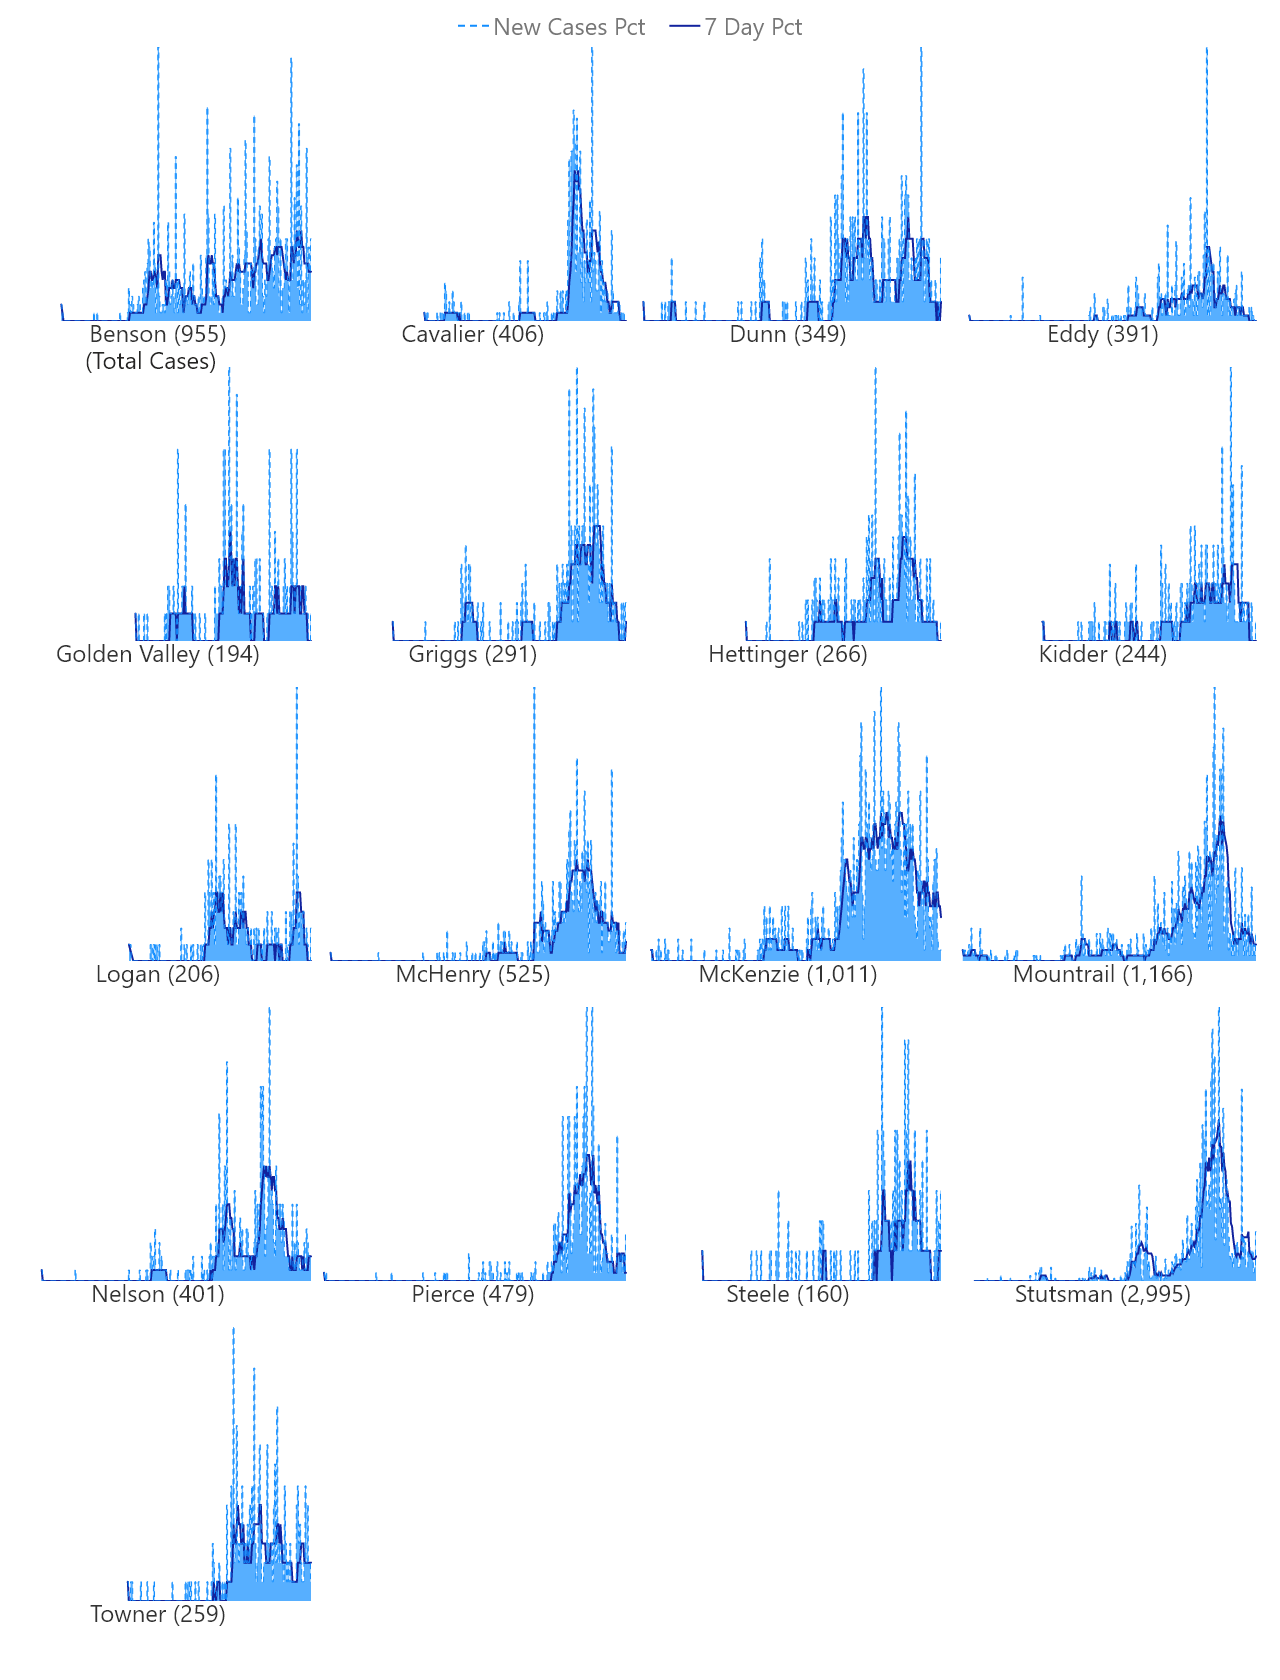 New Cases Pct 7 Day Pct
Benson (955) Cavalier (406) Dunn (349) Eddy (391)
(Total Cases)
Golden Valley (194) Griggs (291) Hettinger (266) Kidder (244)
Logan (206) McHenry (525) McKenzie (1,011) Mountrail (1,166)
Nelson (401) Pierce (479) Steele (160) Stutsman (2,995)
Towner (259)